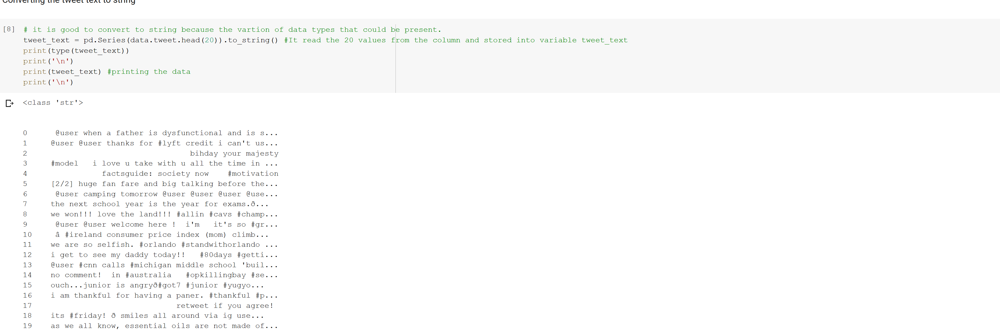 Converting the tweet text to string
[8] # it is good to convert to string because the vartion of data types that could be present.
tweet_text = pd.Series(data.tweet.head(20)).to_string() #It read the 20 values from the column and stored into variable tweet_text
print(type(tweet_text))
print('\n')
print(tweet_text) #printing the data
print('\n')
<class 'str'>
0 @user when a father is dysfunctional and is s...
1 @user @user thanks for #lyft credit i can't us...
2 bihday your majesty
3 #model i love u take with u all the time in ...
4 factsguide: society now #motivation
5 [2/2] huge fan fare and big talking before the...
6 @user camping tomorrow @user @user @user @use...
7 the next school year is the year for exams.ð...
8 we won!!! love the land!!! #allin #cavs #champ...
9 @user @user welcome here ! i'm it's so #gr...
10 â #ireland consumer price index (mom) climb...
11 we are so selfish. #orlando #standwithorlando ...
12 i get to see my daddy today!! #80days #getti...
13 @user #cnn calls #michigan middle school 'buil...
14 no comment! in #australia #opkillingbay #se...
15 ouch...junior is angryð#got7 #junior #yugyo...
16 i am thankful for having a paner. #thankful #p...
17 retweet if you agree!
18 its #friday! ð smiles all around via ig use...
19 as we all know, essential oils are not made of...